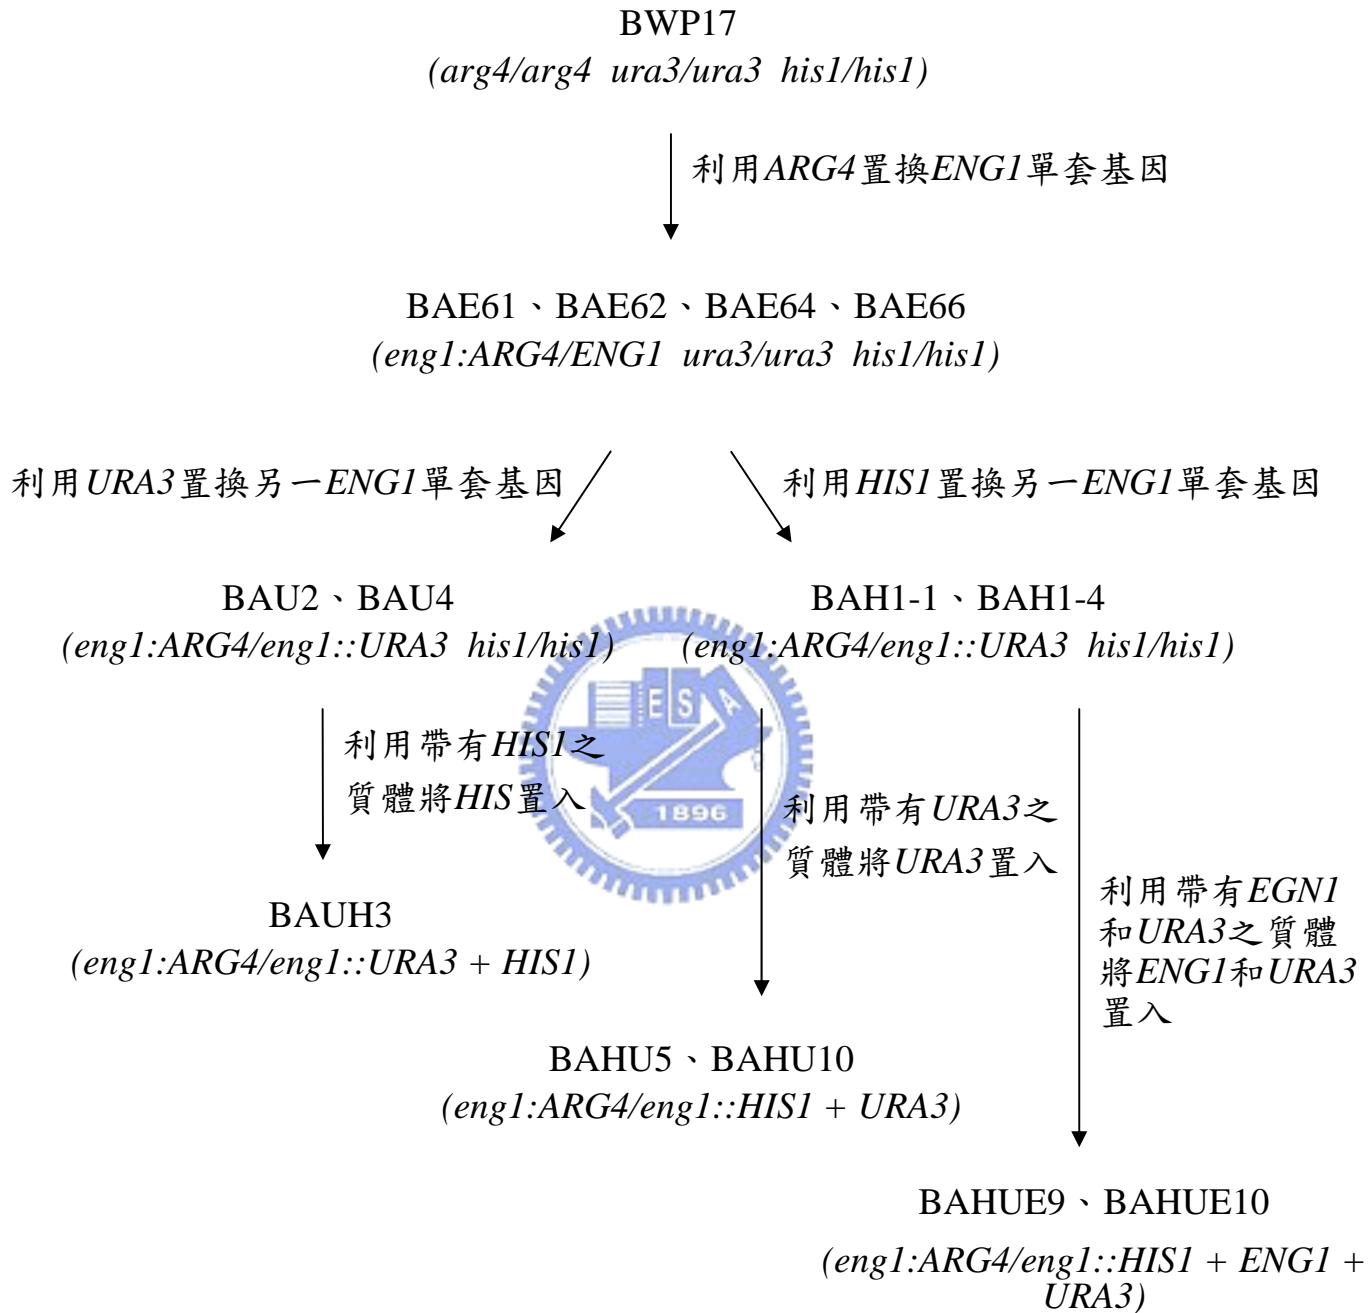 BWP17
(arg4/arg4 ura3/ura3 his1/his1)
利用ARG4置換ENG1單套基因
BAE61、BAE62、BAE64、BAE66
(eng1:ARG4/ENG1 ura3/ura3 his1/his1)
利用URA3置換另一ENG1單套基因
利用HIS1置換另一ENG1單套基因
BAU2、BAU4
(eng1:ARG4/eng1::URA3 his1/his1)
BAH1-1、BAH1-4
(eng1:ARG4/eng1::URA3 his1/his1)
ESA
1896
利用帶有HIS1之
質體將HIS置入
利用帶有URA3之
質體將URA3置入
利用帶有EGN1
和URA3之質體
將ENG1和URA3
置入
BAUH3
(eng1:ARG4/eng1::URA3 + HIS1)
BAHU5、BAHU10
(eng1:ARG4/eng1::HIS1 + URA3)
BAHUE9、BAHUE10
(eng1:ARG4/eng1::HIS1 + ENG1 +
URA3)